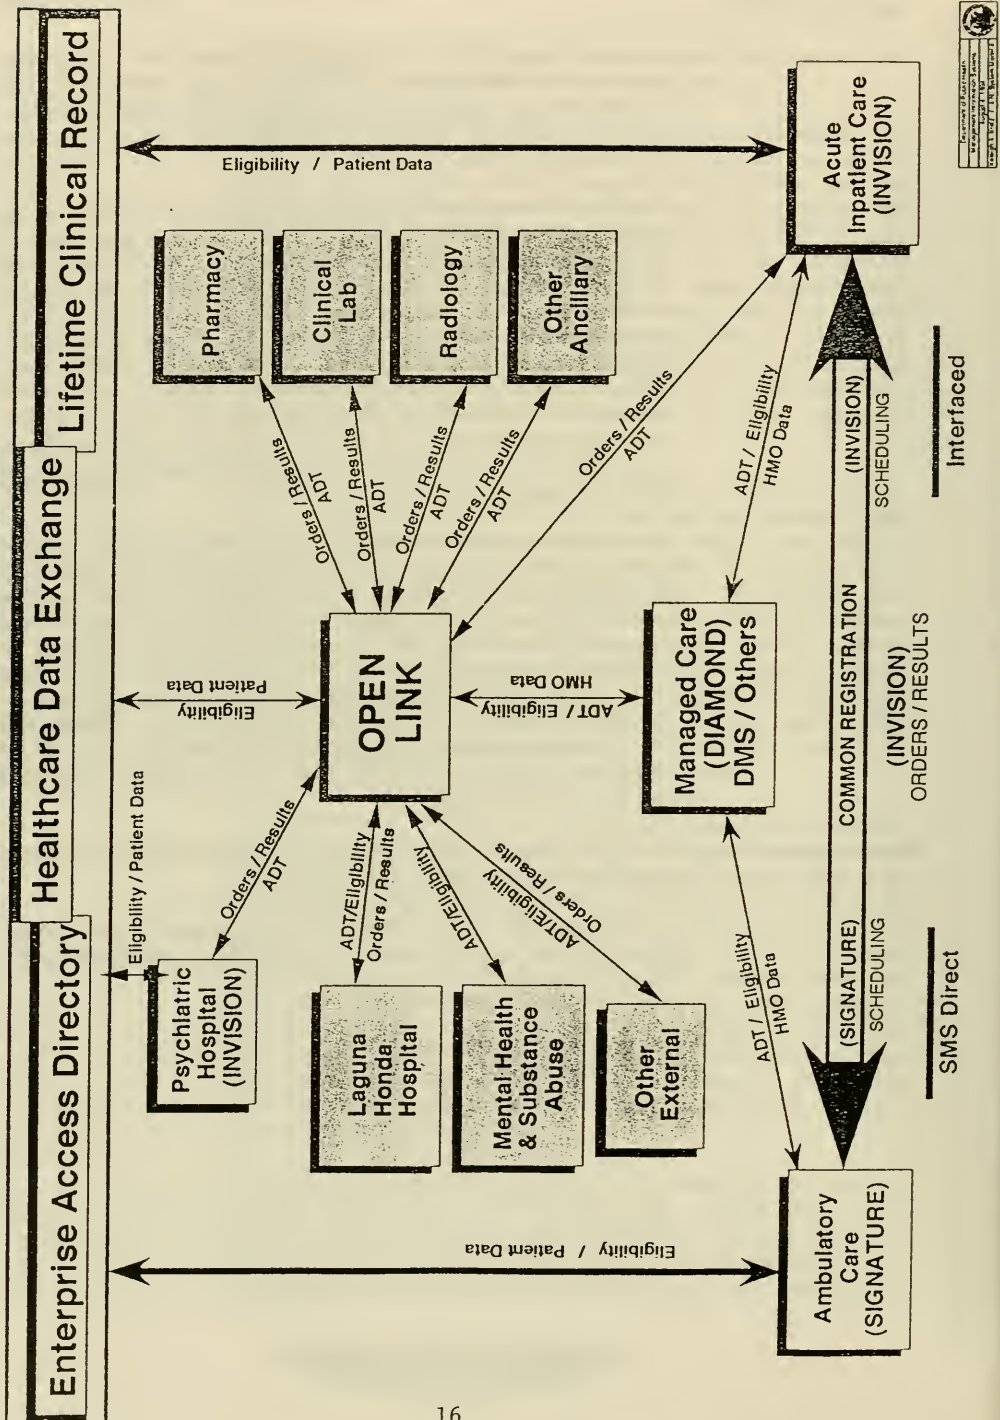 Enterprise Access Directory
Healthcare Data Exchange
Lifetime Clinical Record
Eligibility / Patient Data
Eligibility / Patient Data
Eligibility
Patient Data
Eligibility / Patient Data
Psychiatric
Hospital
(INVISION)
Orders / Results
ADT
Laguna
Honda
Hospital
ADT/Eligibility
Orders / Results
Mental Health
& Substance
Abuse
ADT/Eligibility
Other
External
ADT/Eligibility
Orders / Results
OPEN
LINK
Pharmacy
Orders / Results
ADT
Clinical
Lab
Orders / Results
ADT
Radiology
Orders / Results
ADT
Other
Ancillary
Orders / Results
ADT
Orders / Results
ADT
ADT / Eligibility
HMO Data
Managed Care
(DIAMOND)
DMS / Others
ADT / Eligibility
HMO Data
ADT / Eligibility
HMO Data
Ambulatory
Care
(SIGNATURE)
Acute
Inpatient Care
(INVISION)
(SIGNATURE)
COMMON REGISTRATION
(INVISION)
SCHEDULING
SCHEDULING
(INVISION)
ORDERS / RESULTS
SMS Direct
Interfaced
16